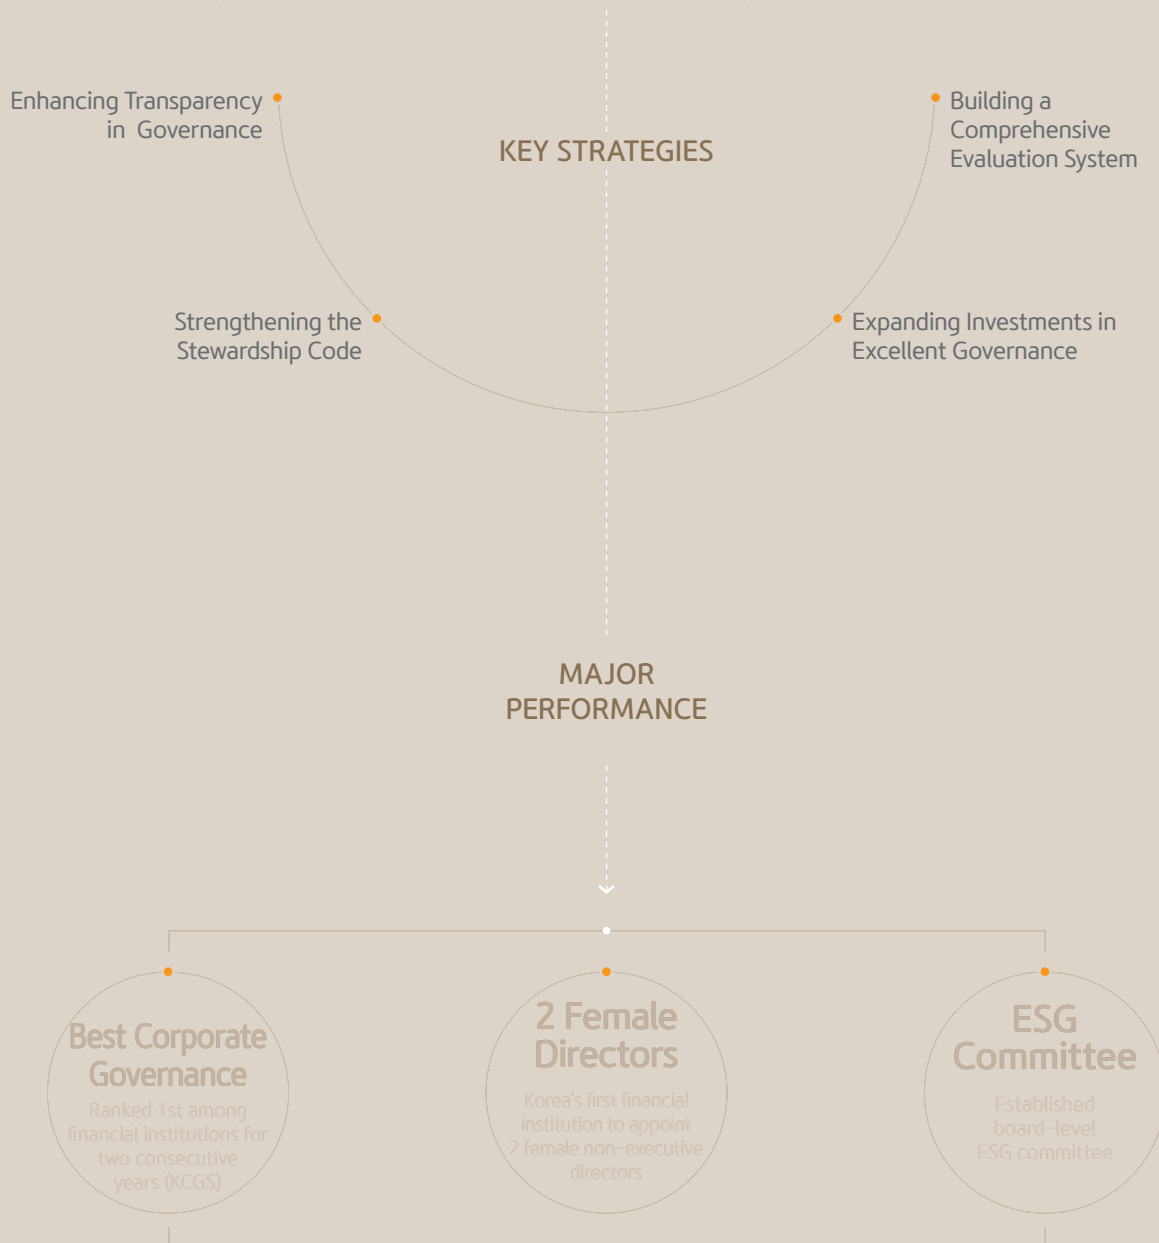 Enhancing Transparency
in Governance
KEY STRATEGIES
Building a
Comprehensive
Evaluation System
Strengthening the
Stewardship Code
Expanding Investments in
Excellent Governance
MAJOR
PERFORMANCE
Best Corporate
Governance
Ranked 1st among
financial institutions for
two consecutive
years (KCGS)
2 Female
Directors
Korea's first financial
institution to appoint
2 female non-executive
directors
ESG
Committee
Established
board-level
ESG committee